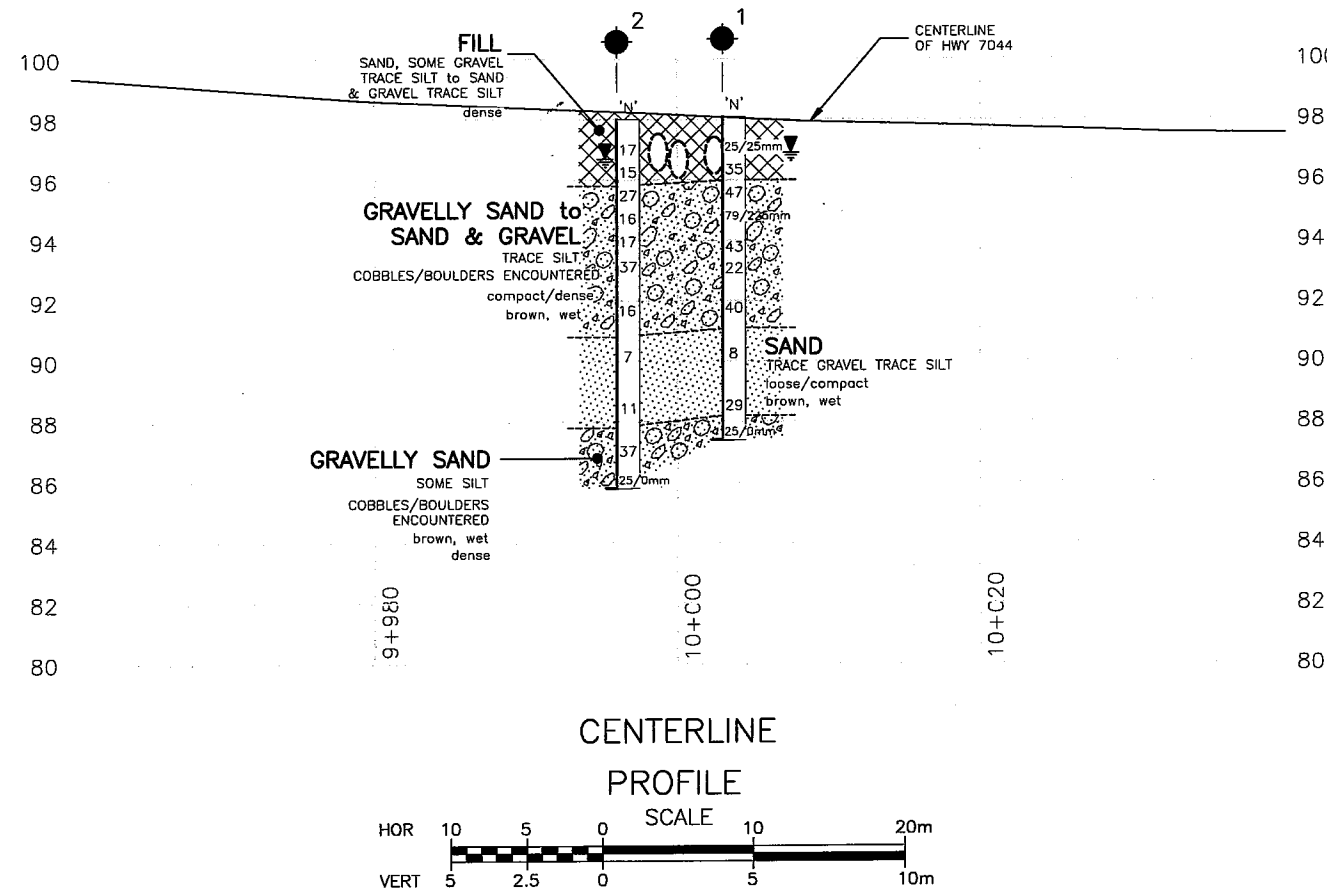 2 1
FILL
SAND, SOME GRAVEL
TRACE SILT to SAND
& GRAVEL TRACE SILT
dense
CENTERLINE
OF HWY 7044
100 100
98 98
96 96
94 94
92 92
90 90
88 88
86 86
84 84
82 82
80 80
'N' 'N'
17
15
27
16
17
37
16
7
11
37
25/0mm
25/25mm
35
47
79/225mm
43
22
40
8
29
25/0mm
GRAVELLY SAND to
SAND & GRAVEL
TRACE SILT
COBBLES/BOULDERS ENCOUNTERED
compact/dense
brown, wet
SAND
TRACE GRAVEL TRACE SILT
loose/compact
brown, wet
GRAVELLY SAND
SOME SILT
COBBLES/BOULDERS
ENCOUNTERED
brown, wet
dense
9+980
10+C00
10+C20
CENTERLINE
PROFILE
SCALE
HOR 10 5 0 10 20m
VERT 5 2.5 0 5 10m